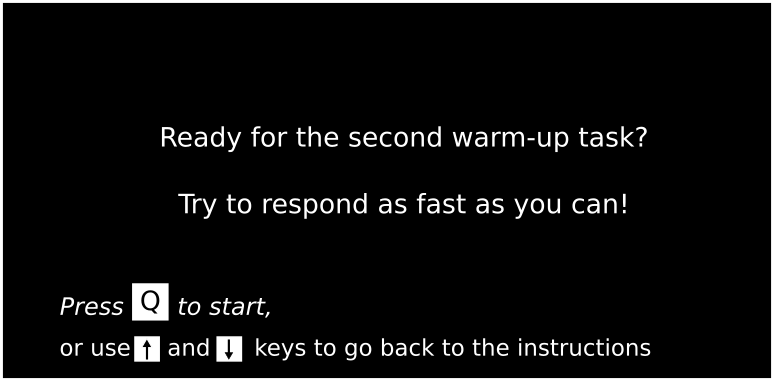 Ready for the second warm-up task?
Try to respond as fast as you can!
Press Q to start,
or use ↑ and ↓ keys to go back to the instructions